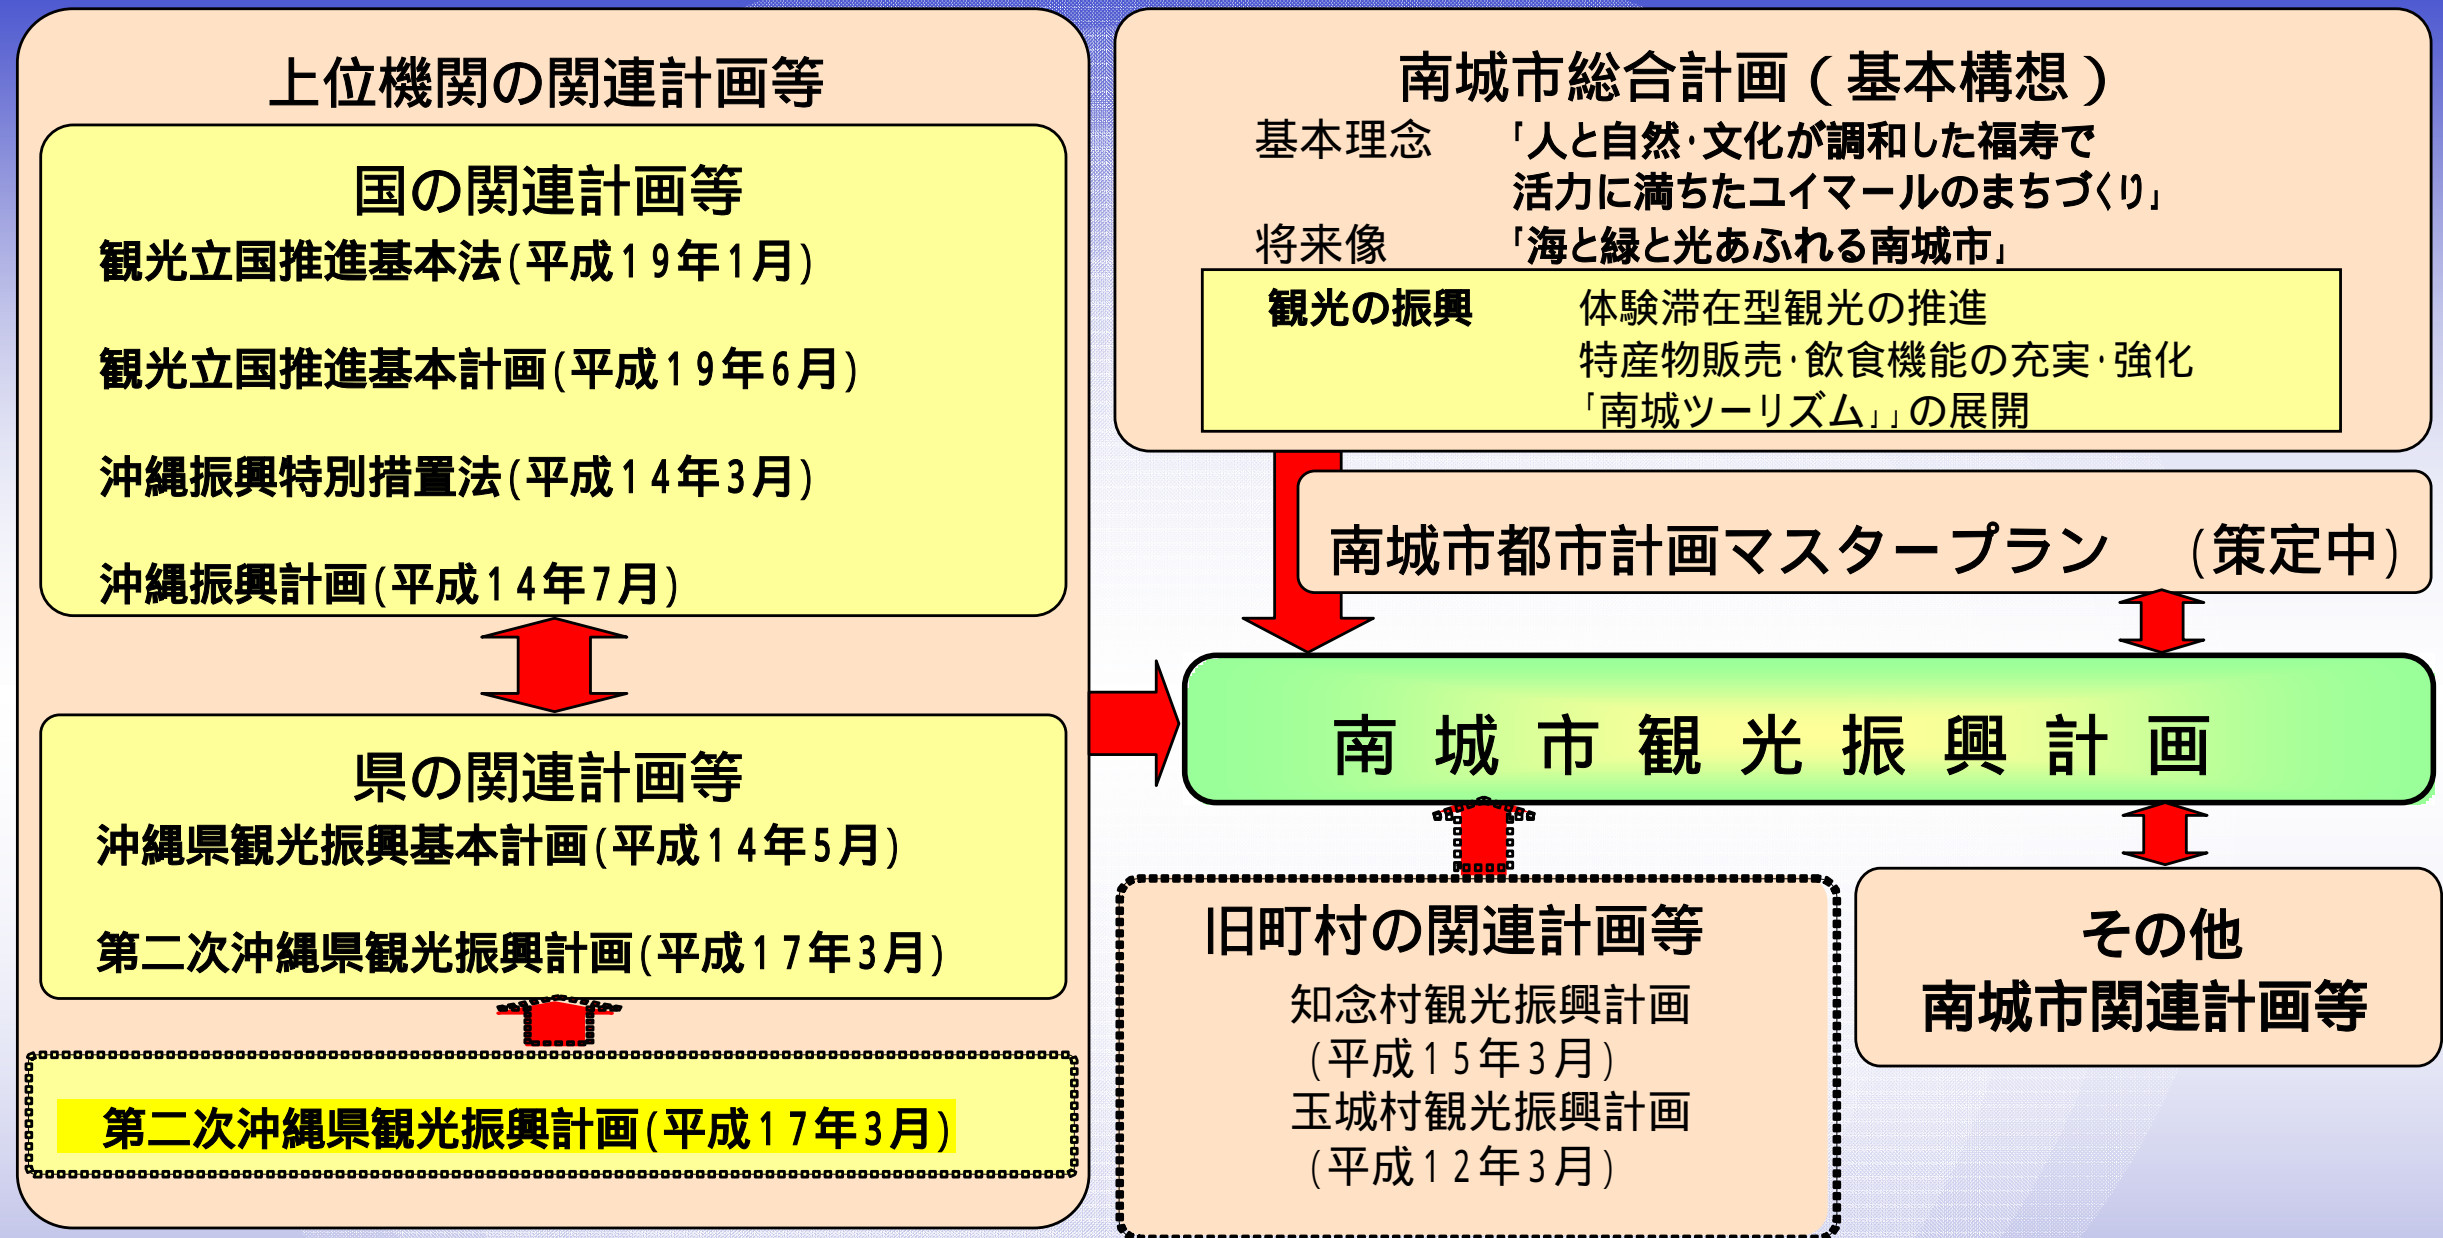 上位機関の関連計画等
国の関連計画等
観光立国推進基本法(平成19年1月)
観光立国推進基本計画(平成19年6月)
沖縄振興特別措置法(平成14年3月)
沖縄振興計画(平成14年7月)
県の関連計画等
沖縄県観光振興基本計画(平成14年5月)
第二次沖縄県観光振興計画(平成17年3月)
第二次沖縄県観光振興計画(平成17年3月)
南城市総合計画(基本構想)
基本理念 「人と自然・文化が調和した福寿で
活力に満ちたユイマールのまちづくり」
将来像 「海と緑と光あふれる南城市」
観光の振興 体験滞在型観光の推進
特産物販売・飲食機能の充実・強化
「南城ツーリズム」」の展開
南城市都市計画マスタープラン (策定中)
南城市観光振興計画
旧町村の関連計画等
知念村観光振興計画
(平成15年3月)
玉城村観光振興計画
(平成12年3月)
その他
南城市関連計画等